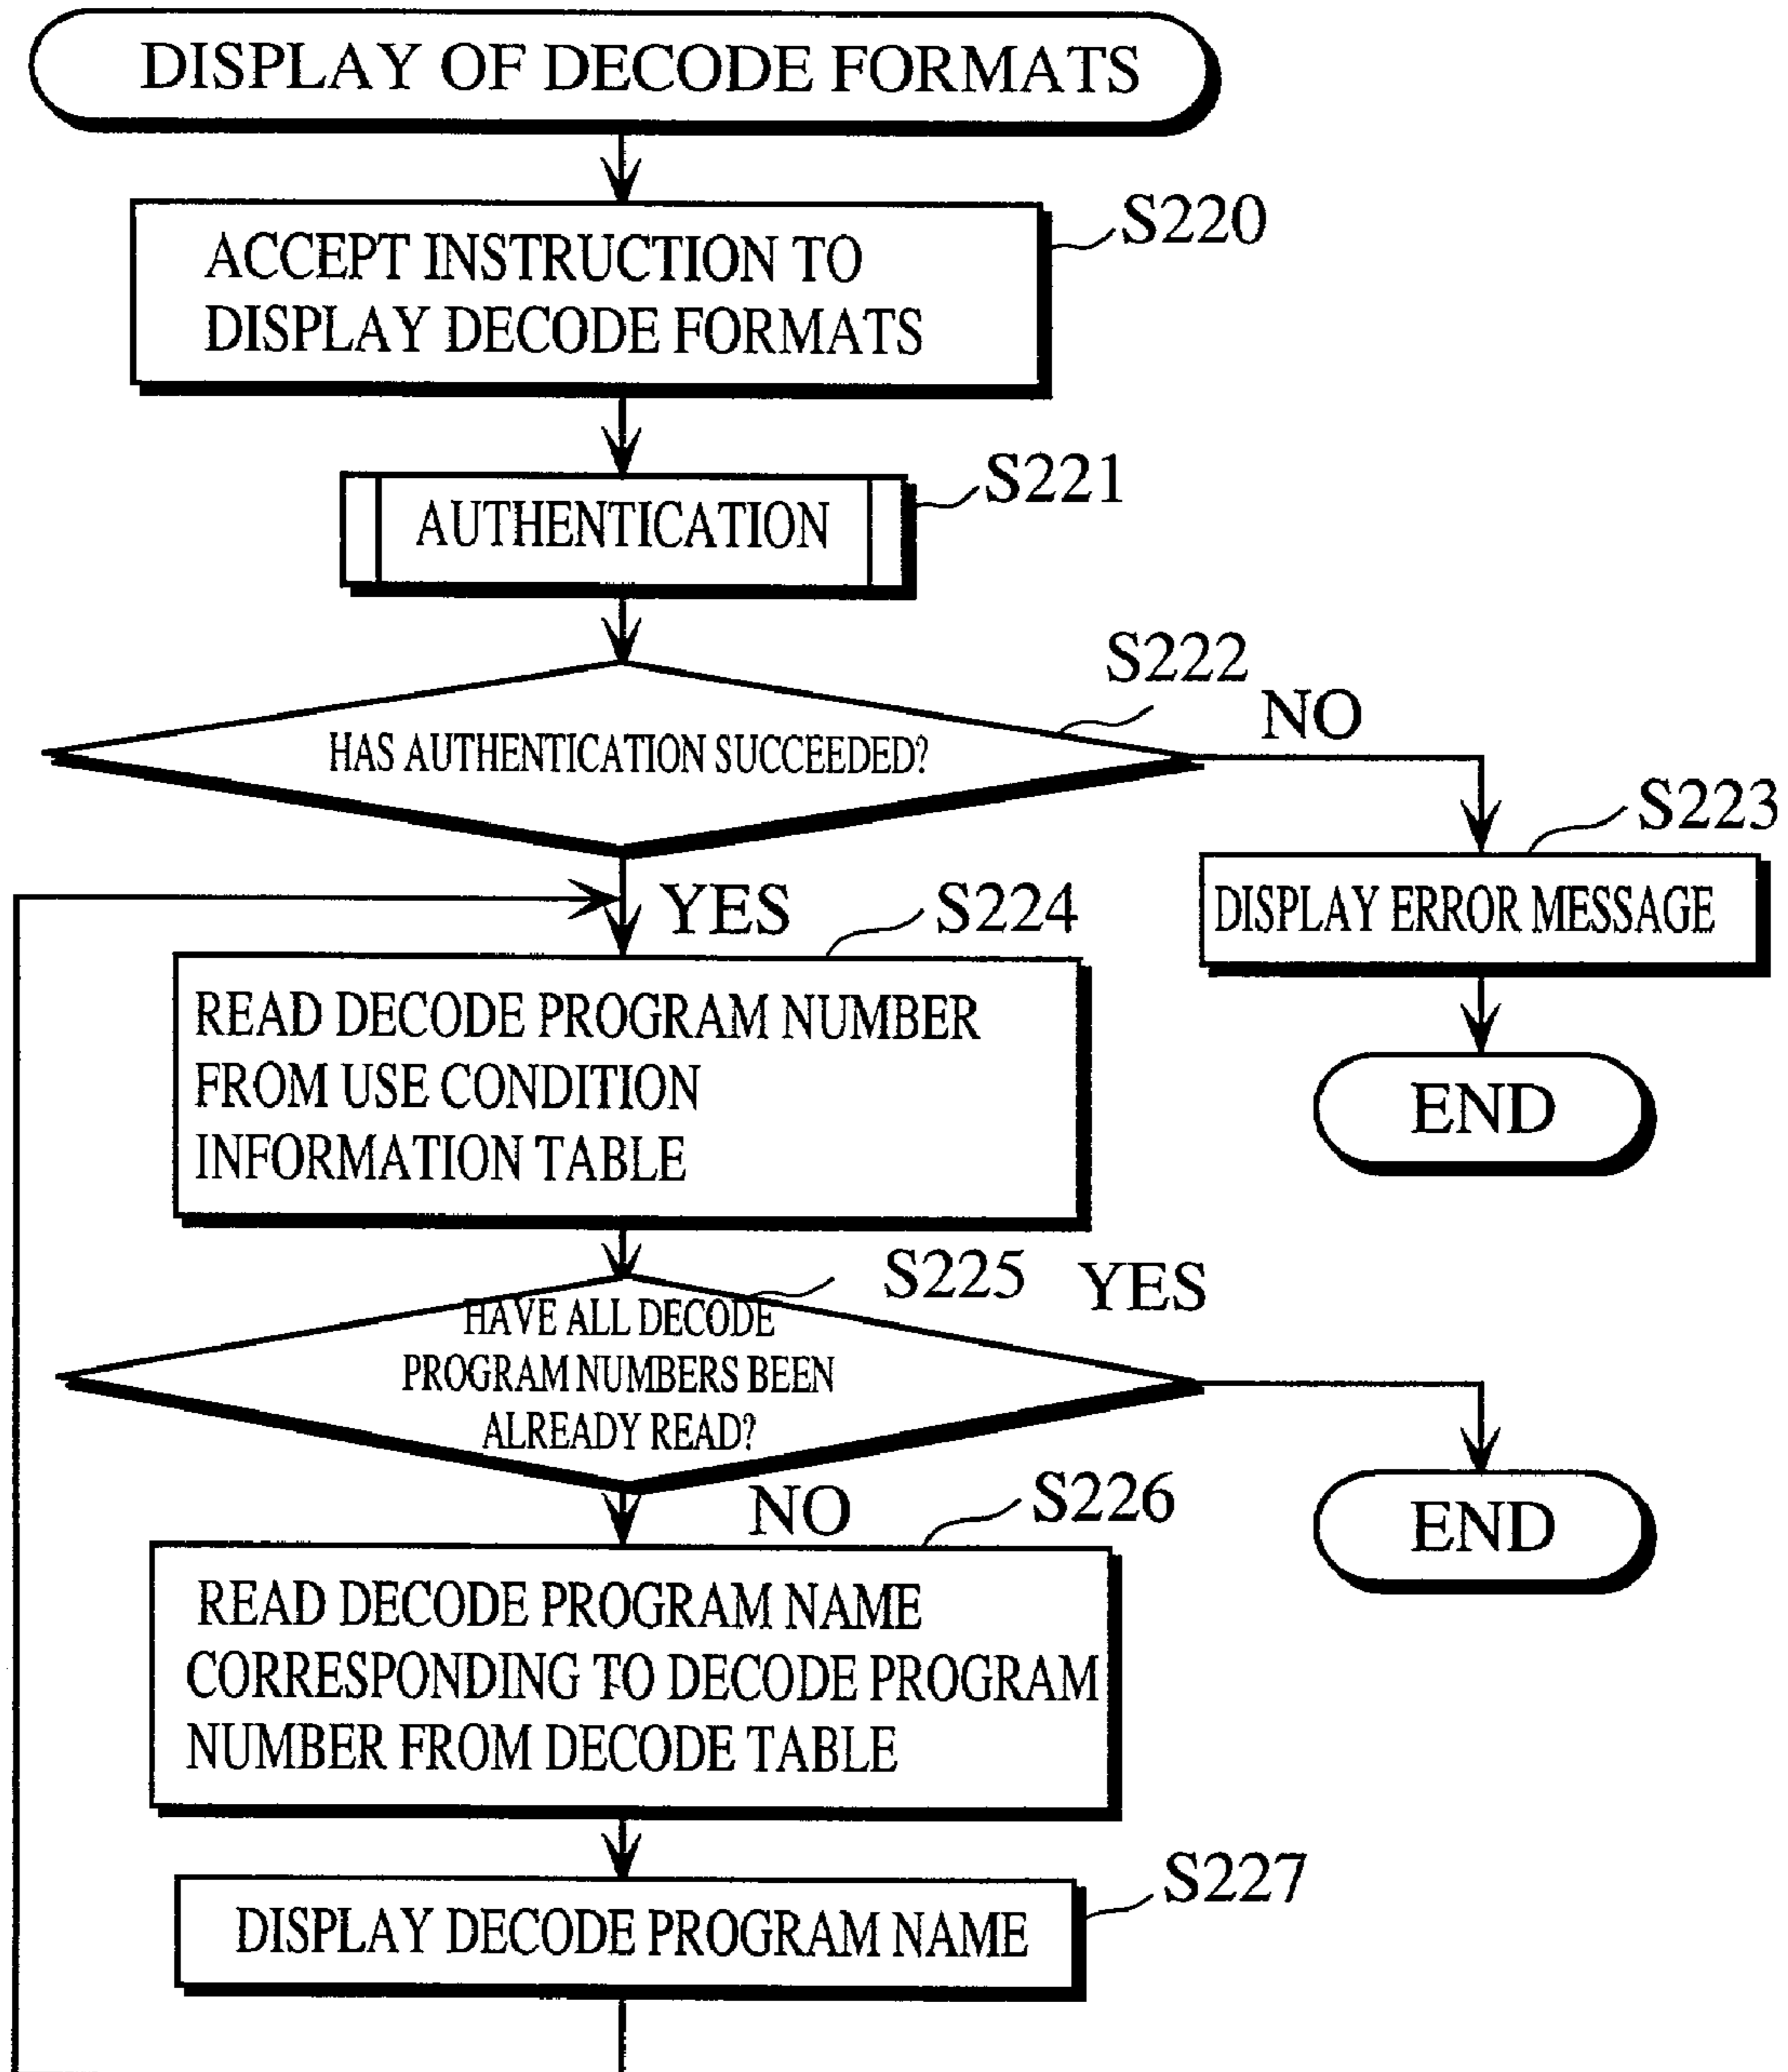 DISPLAY OF DECODE FORMATS
S220
ACCEPT INSTRUCTION TO
DISPLAY DECODE FORMATS
S221
AUTHENTICATION
S222
NO
HAS AUTHENTICATION SUCCEEDED?
S223
DISPLAY ERROR MESSAGE
END
YES
S224
READ DECODE PROGRAM NUMBER
FROM USE CONDITION
INFORMATION TABLE
S225
YES
HAVE ALL DECODE
PROGRAM NUMBERS BEEN
ALREADY READ?
END
NO
S226
READ DECODE PROGRAM NAME
CORRESPONDING TO DECODE PROGRAM
NUMBER FROM DECODE TABLE
S227
DISPLAY DECODE PROGRAM NAME